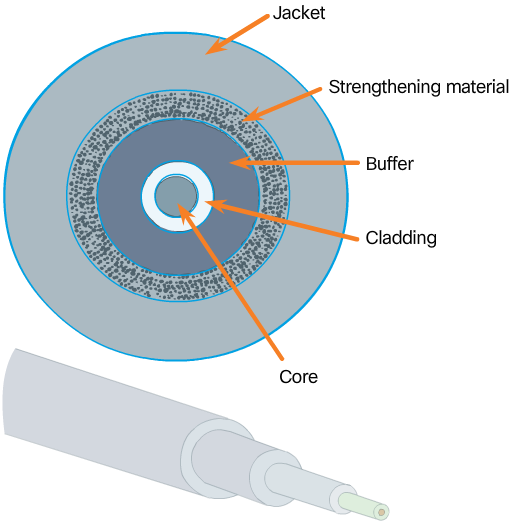 Jacket
Strengthening material
Buffer
Cladding
Core